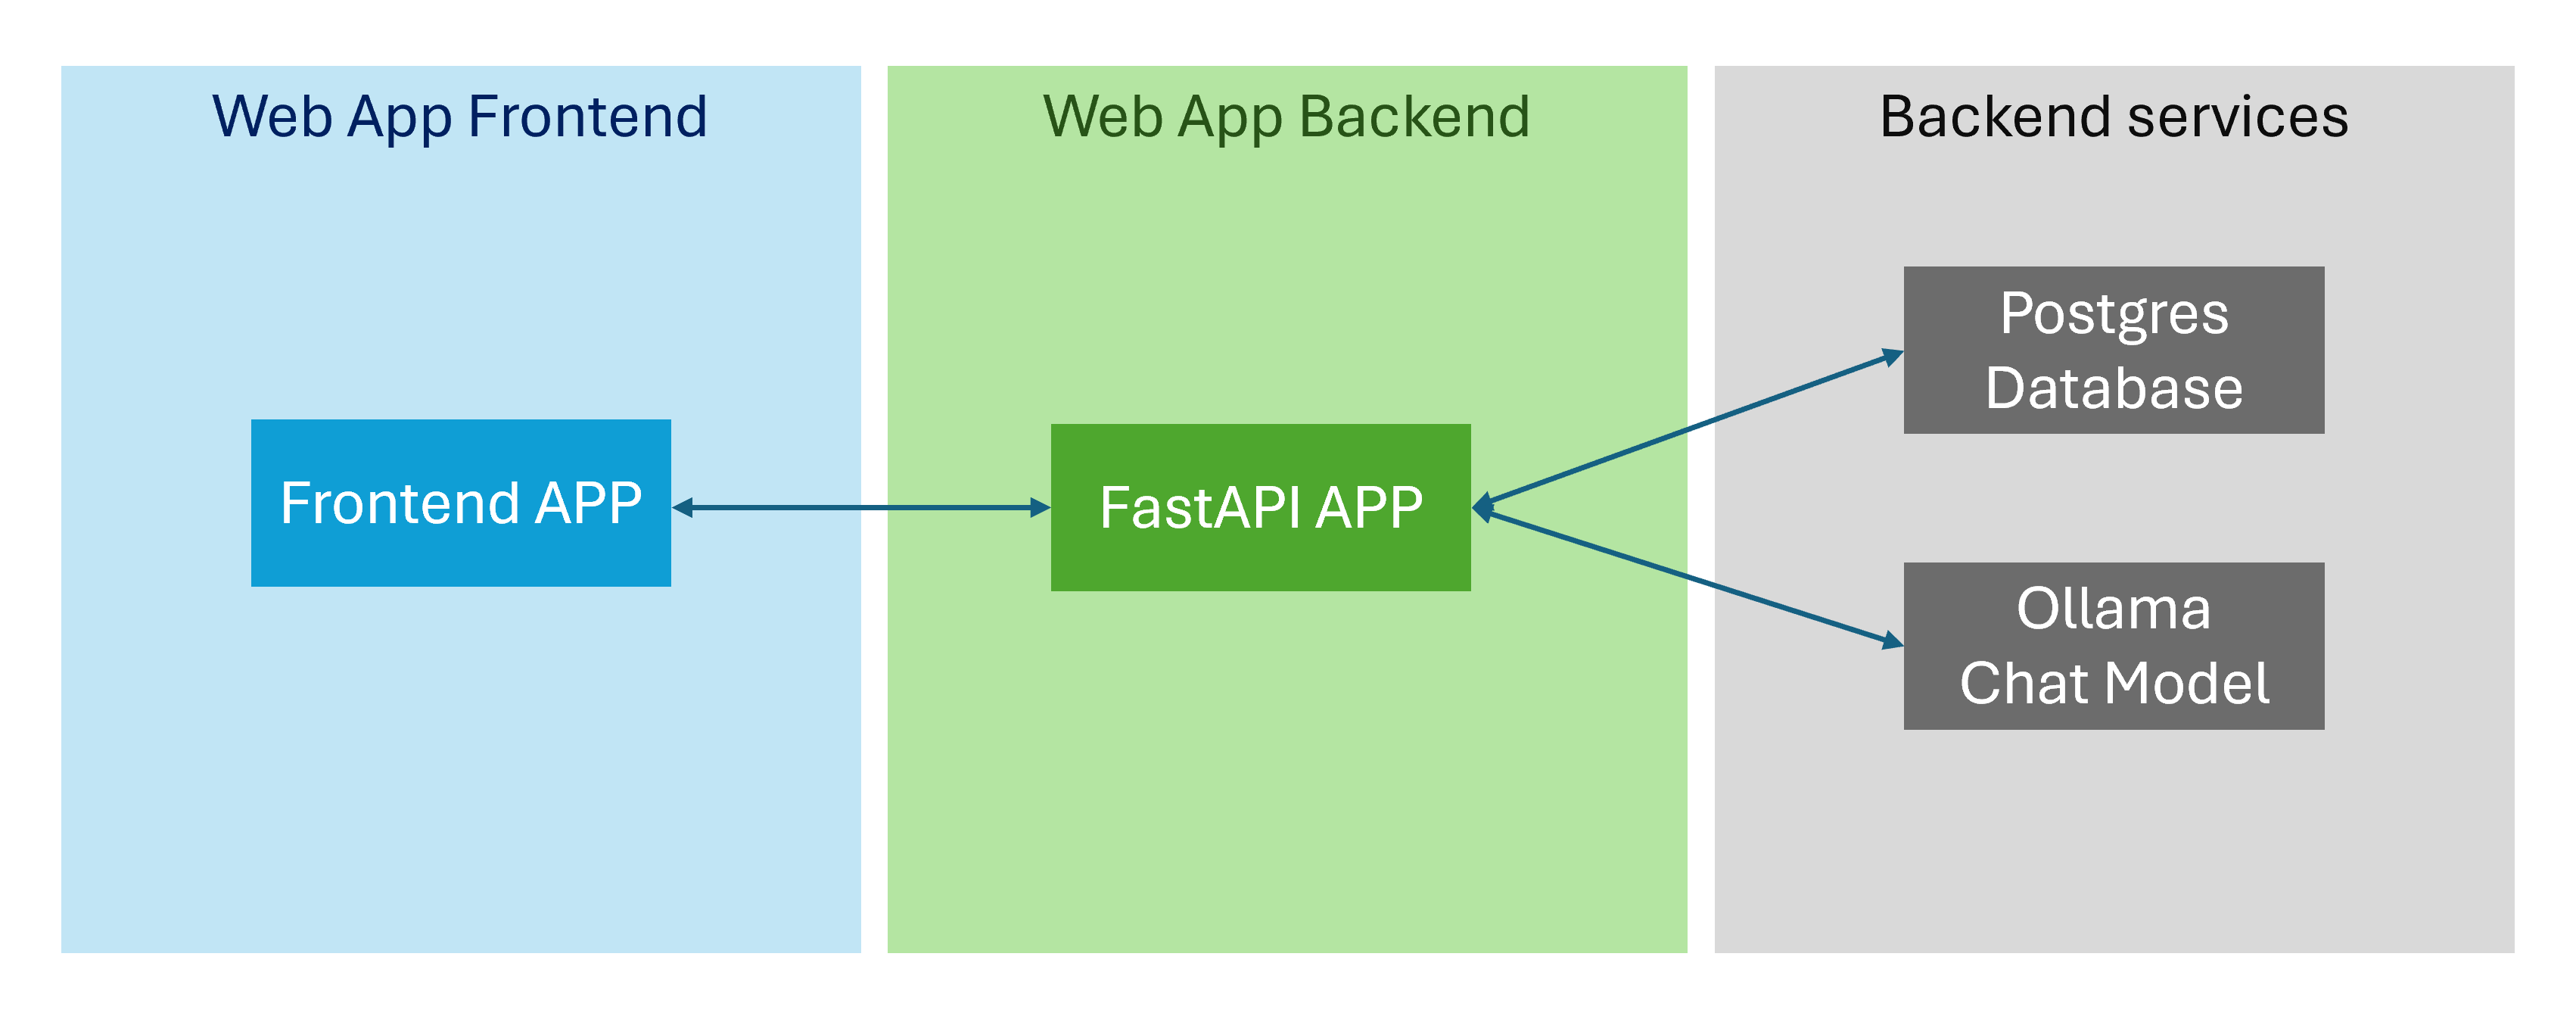 Web App Frontend
Web App Backend
Backend services
Frontend APP
FastAPI APP
Postgres
Database
Ollama
Chat Model